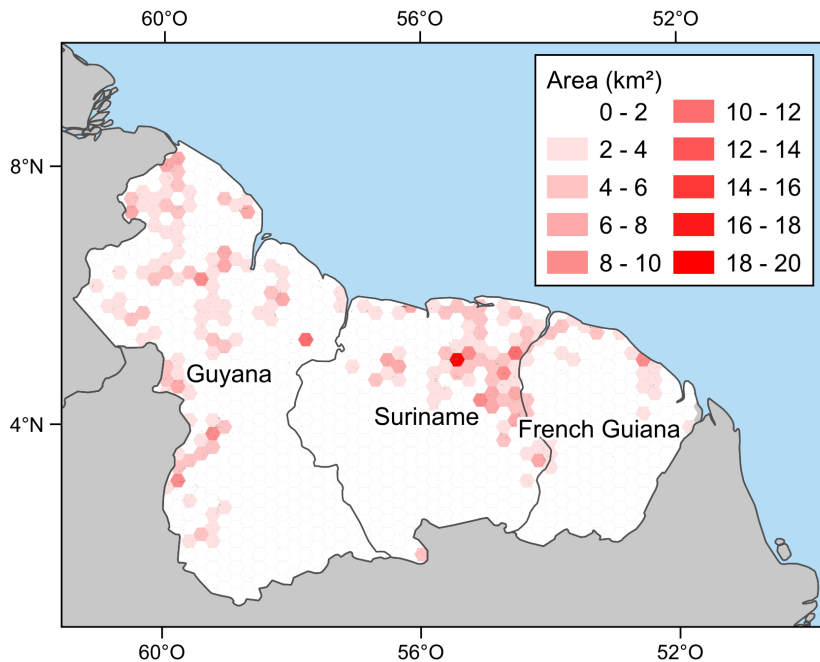 60°O 56°O 52°O
Area (km²)
0 - 2 10 - 12
8°N 2 - 4 12 - 14
4 - 6 14 - 16
6 - 8 16 - 18
8 - 10 18 - 20
Guyana
Suriname
4°N French Guiana
60°O 56°O 52°O